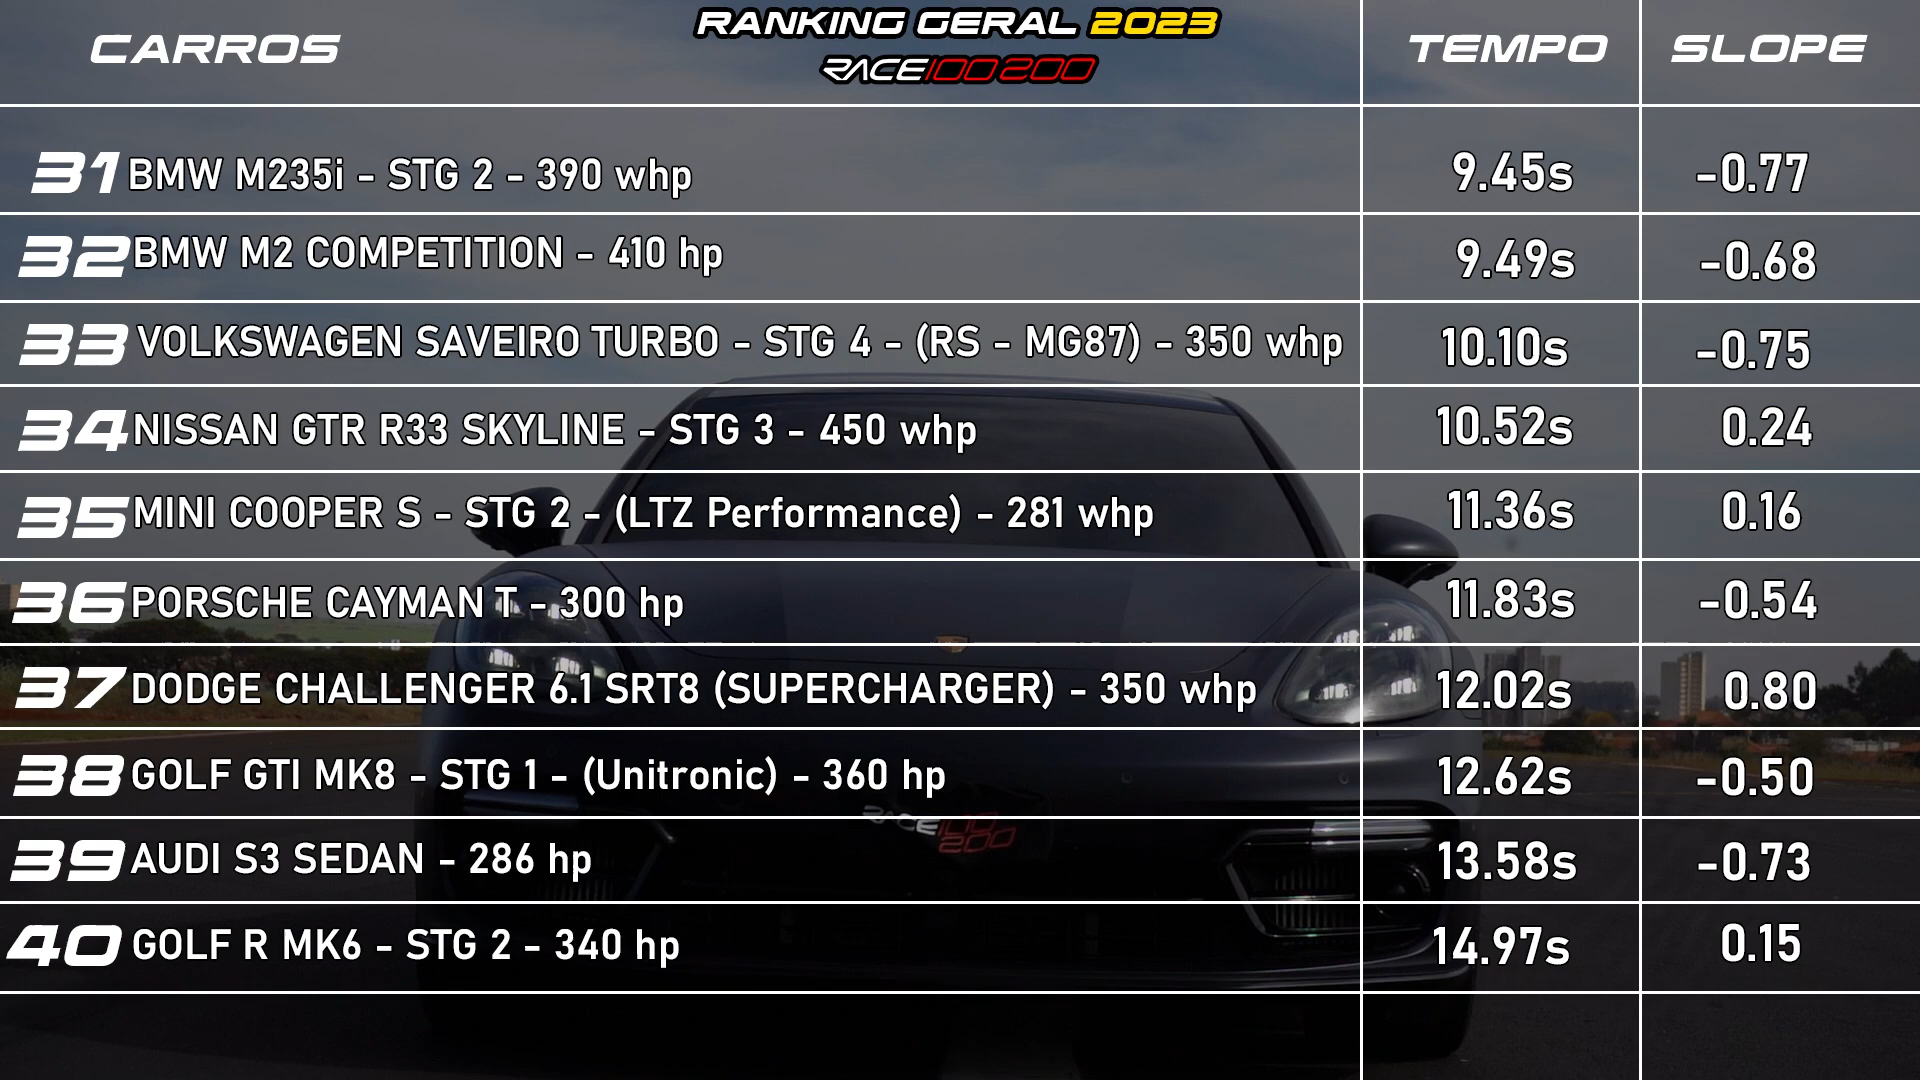 CARROS
RANKING GERAL 2023
RACE100200
TEMPO
SLOPE
31 BMW M235i - STG 2 - 390 whp 9.45s -0.77
32 BMW M2 COMPETITION - 410 hp 9.49s -0.68
33 VOLKSWAGEN SAVEIRO TURBO - STG 4 - (RS - MG87) - 350 whp 10.10s -0.75
34 NISSAN GTR R33 SKYLINE - STG 3 - 450 whp 10.52s 0.24
35 MINI COOPER S - STG 2 - (LTZ Performance) - 281 whp 11.36s 0.16
36 PORSCHE CAYMAN T - 300 hp 11.83s -0.54
37 DODGE CHALLENGER 6.1 SRT8 (SUPERCHARGER) - 350 whp 12.02s 0.80
38 GOLF GTI MK8 - STG 1 - (Unitronic) - 360 hp 12.62s -0.50
RACE100
200
39 AUDI S3 SEDAN - 286 hp 13.58s -0.73
40 GOLF R MK6 - STG 2 - 340 hp 14.97s 0.15